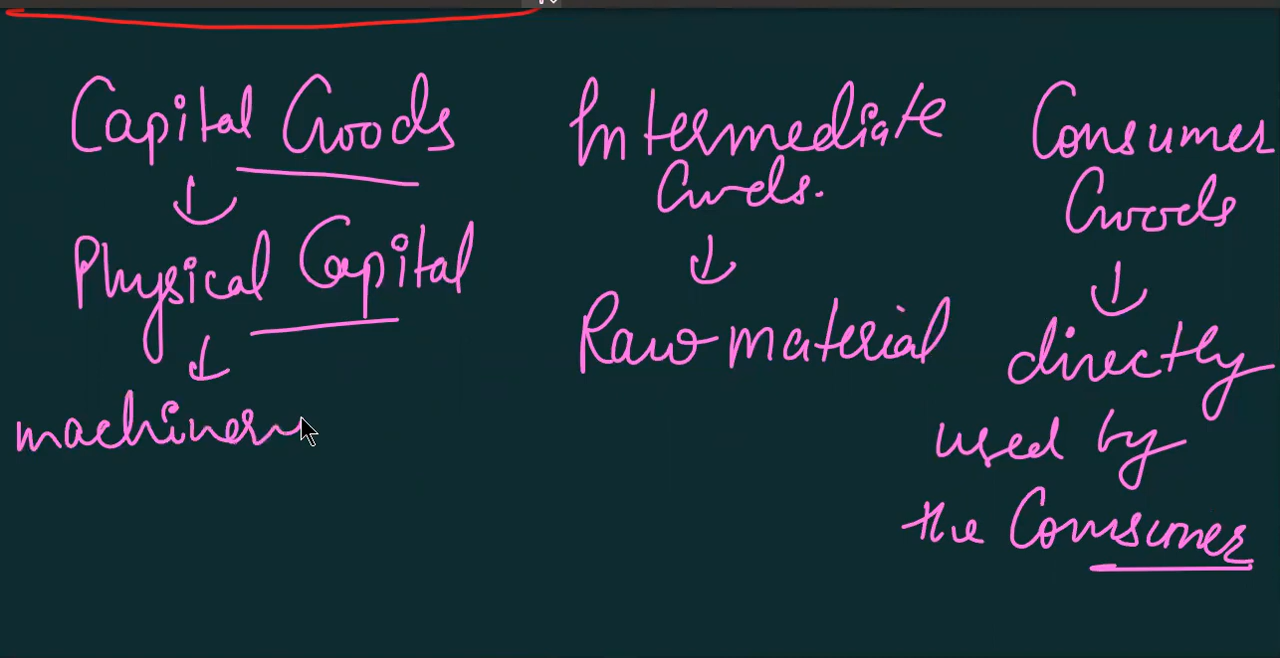 Capital Goods
Physical Capital
machinery
Intermediate
Goods.
Raw material
Consumer
Goods
directly
used by
the Consumer